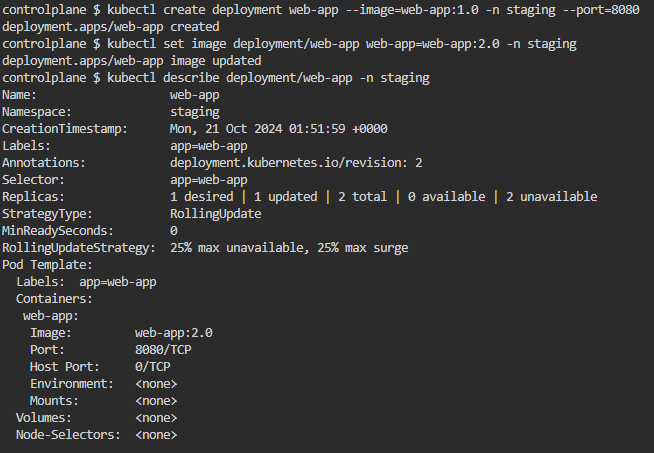 controlplane $ kubectl create deployment web-app --image=web-app:1.0 -n staging --port=8080
deployment.apps/web-app created
controlplane $ kubectl set image deployment/web-app web-app=web-app:2.0 -n staging
deployment.apps/web-app image updated
controlplane $ kubectl describe deployment/web-app -n staging
Name:                   web-app
Namespace:              staging
CreationTimestamp:      Mon, 21 Oct 2024 01:51:59 +0000
Labels:                 app=web-app
Annotations:            deployment.kubernetes.io/revision: 2
Selector:               app=web-app
Replicas:               1 desired | 1 updated | 2 total | 0 available | 2 unavailable
StrategyType:           RollingUpdate
MinReadySeconds:        0
RollingUpdateStrategy:  25% max unavailable, 25% max surge
Pod Template:
  Labels:  app=web-app
  Containers:
   web-app:
    Image:         web-app:2.0
    Port:          8080/TCP
    Host Port:     0/TCP
    Environment:   <none>
    Mounts:        <none>
  Volumes:         <none>
  Node-Selectors:  <none>